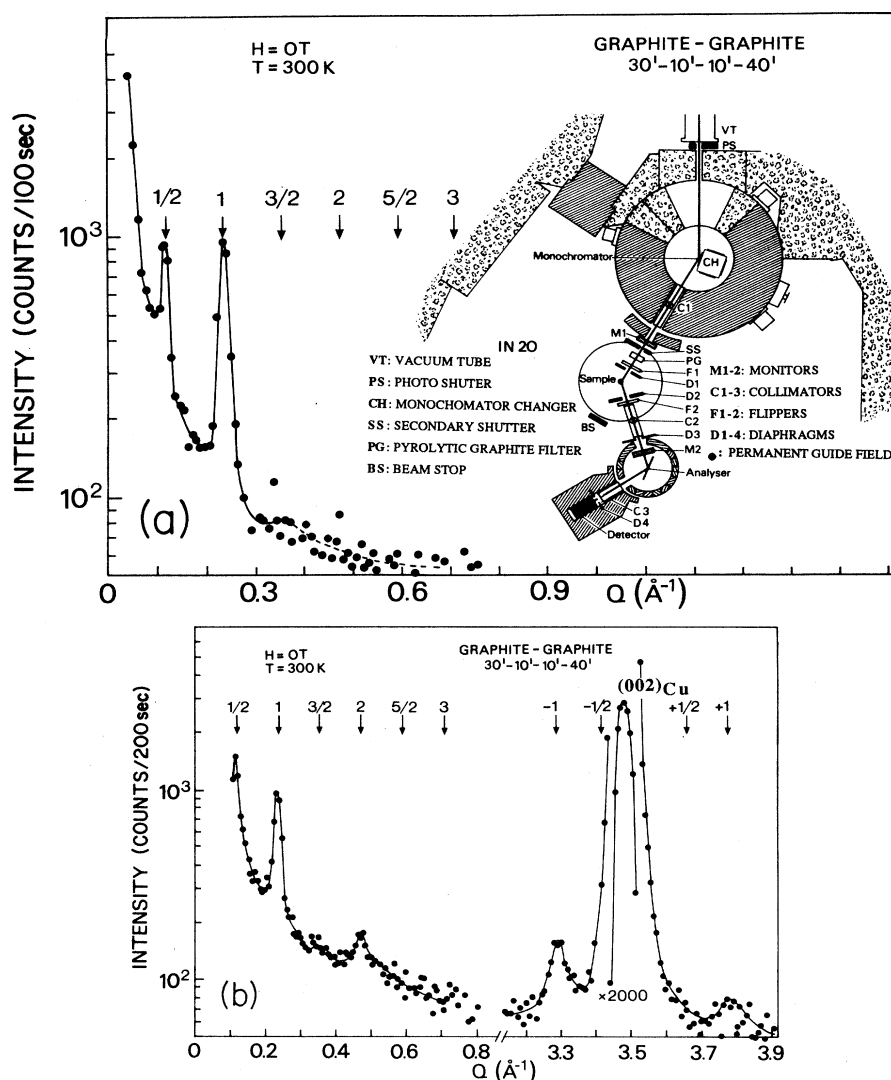 H = OT
T = 300 K
GRAPHITE - GRAPHITE
30'-10'-10'-40'
INTENSITY (COUNTS/100sec)
10³
10²
1/2
1
3/2
2
5/2
3
(a)
0
0.3
0.6
0.9
Q (Å⁻¹)
VT
PS
Monochromator
CH
C1
M1
IN 20
SS
PG
F1
Sample
D1
D2
F2
BS
C2
D3
M2
Analyser
C3
D4
Detector
VT: VACUUM TUBE
PS : PHOTO SHUTER
CH: MONOCHOMATOR CHANGER
SS : SECONDARY SHUTTER
PG: PYROLYTIC GRAPHITE FILTER
BS : BEAM STOP
M1-2: MONITORS
C1-3: COLLIMATORS
F1-2: FLIPPERS
D1-4: DIAPHRAGMS
●: PERMANENT GUIDE FIELD
H = OT
T = 300 K
GRAPHITE - GRAPHITE
30'-10'-10'-40'
(002)Cu
INTENSITY (COUNTS/200sec)
10³
10²
1/2
1
3/2
2
5/2
3
-1
-1/2
+1/2
+1
×2000
(b)
0
0.2
0.4
0.6
0.8
3.3
3.5
3.7
3.9
Q (Å⁻¹)